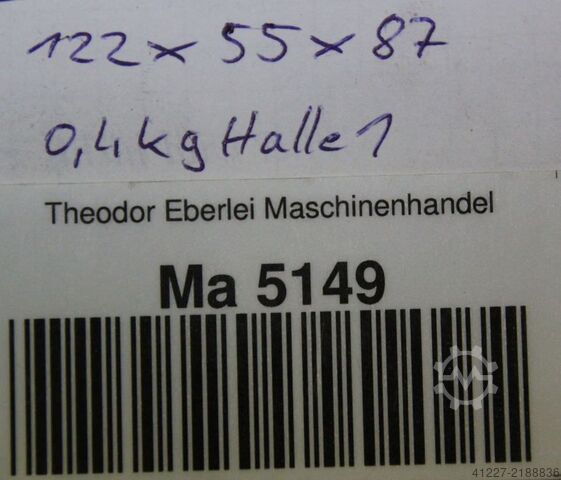 122 x 55 x 87
0,4 kg Halle 1
Theodor Eberlei Maschinenhandel
Ma 5149
41227-2188836